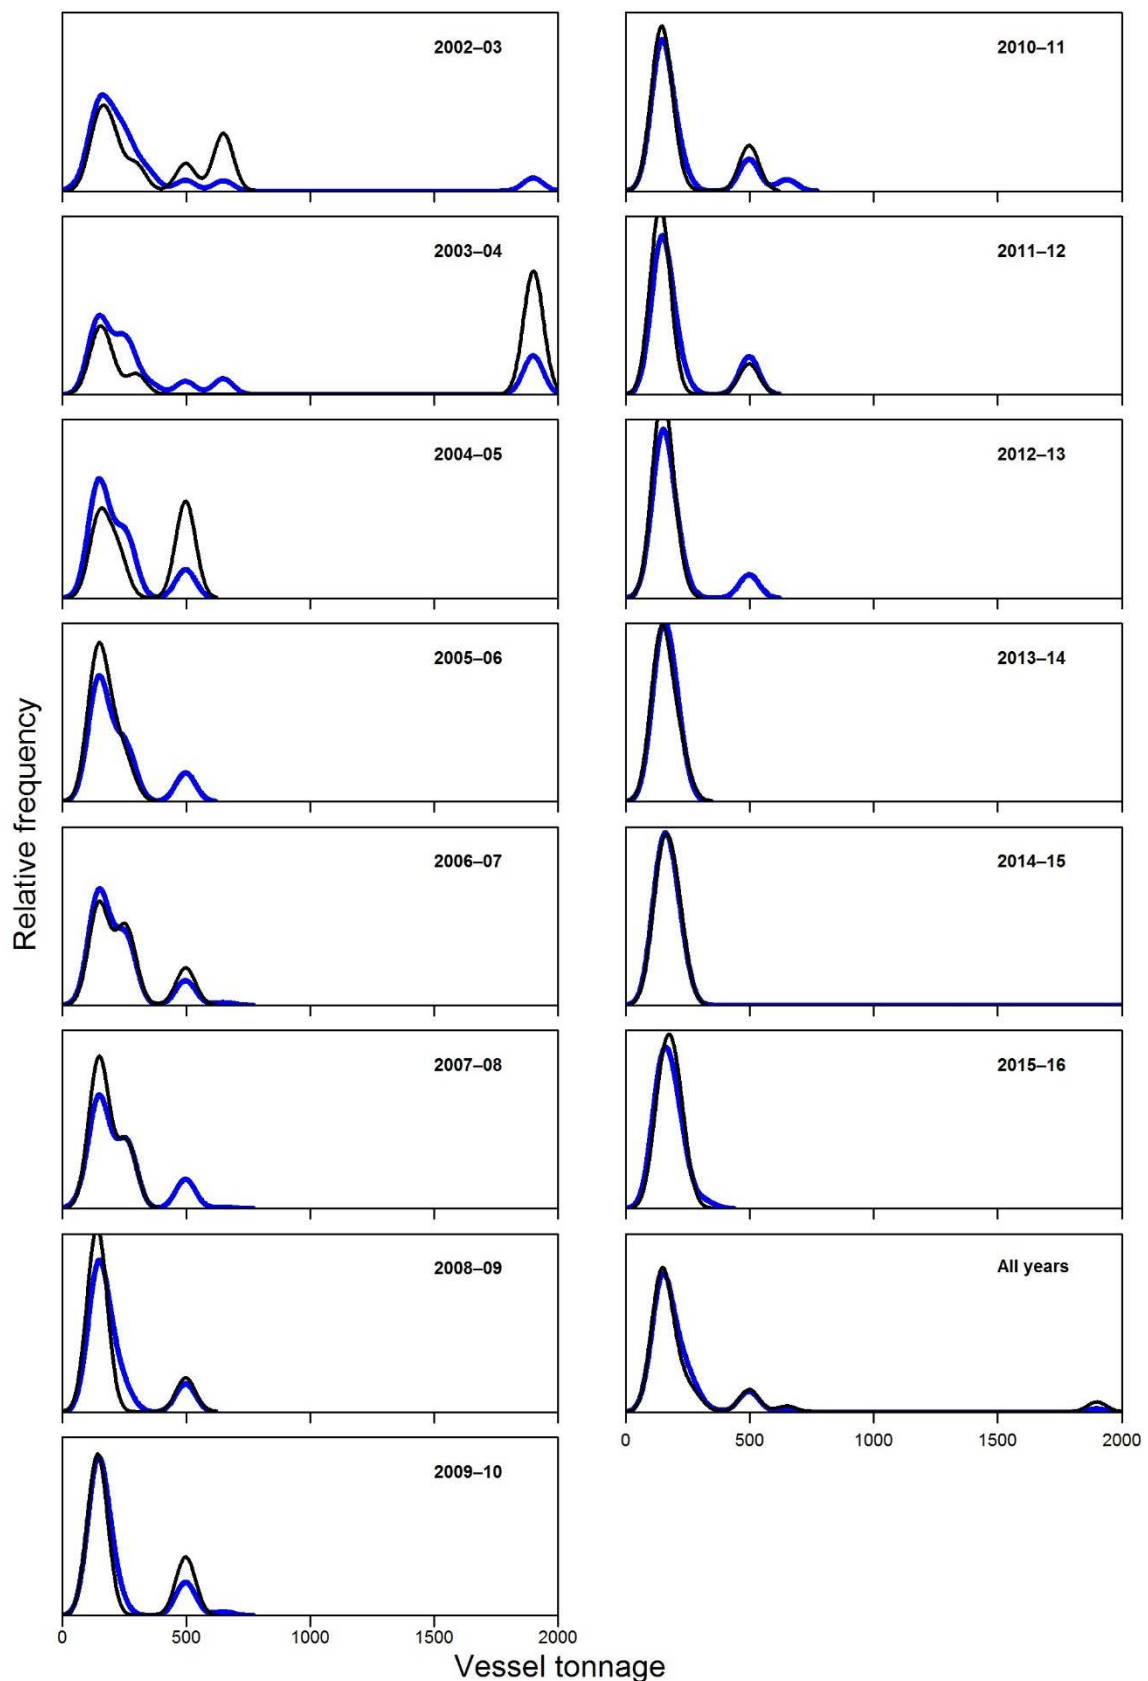 2002–03
2003–04
2004–05
2005–06
2006–07
2007–08
2008–09
2009–10
0 500 1000 1500 2000
2010–11
2011–12
2012–13
2013–14
2014–15
2015–16
All years
0 500 1000 1500 2000
Relative frequency
Vessel tonnage